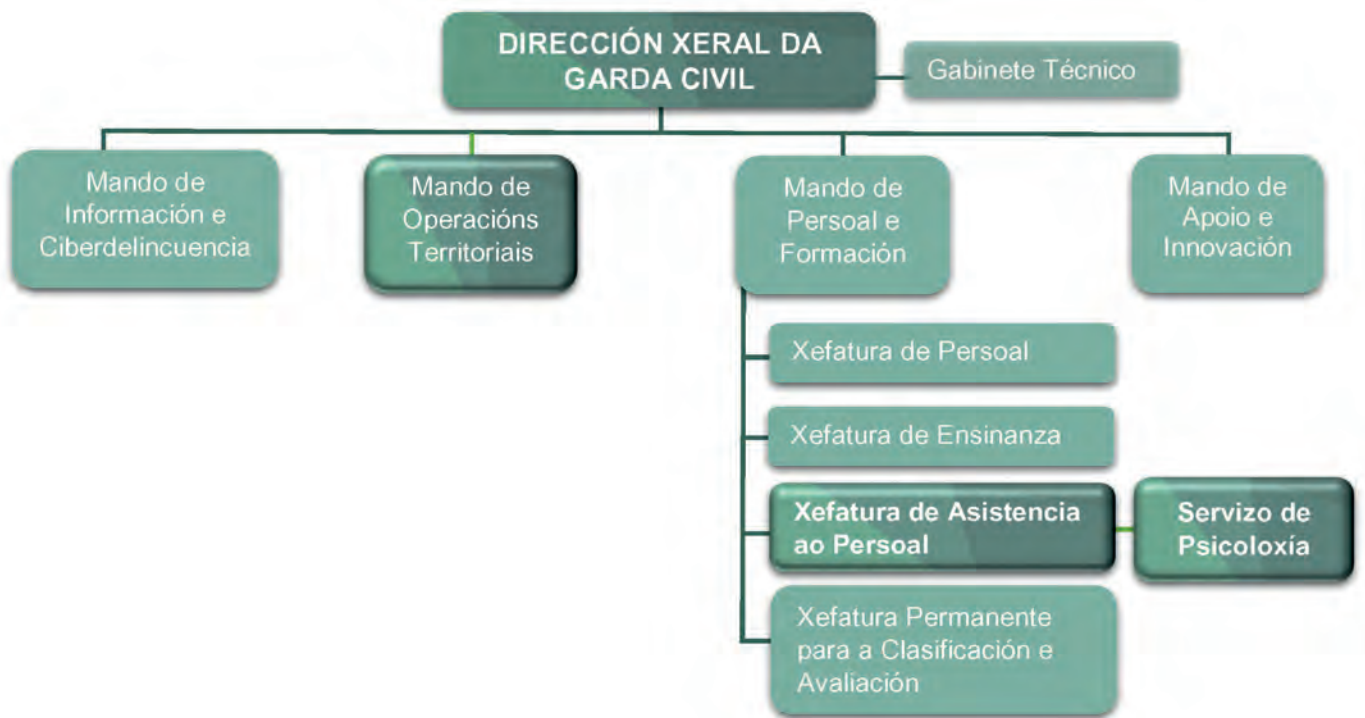 DIRECCIÓN XERAL DA
GARDA CIVIL
Gabinete Técnico
Mando de
Información e
Ciberdelincuencia
Mando de
Operacións
Territoriais
Mando de
Persoal e
Formación
Mando de
Apoio e
Innovación
Xefatura de Persoal
Xefatura de Ensinanza
Xefatura de Asistencia
ao Persoal
Servizo de
Psicoloxía
Xefatura Permanente
para a Clasificación e
Avaliación